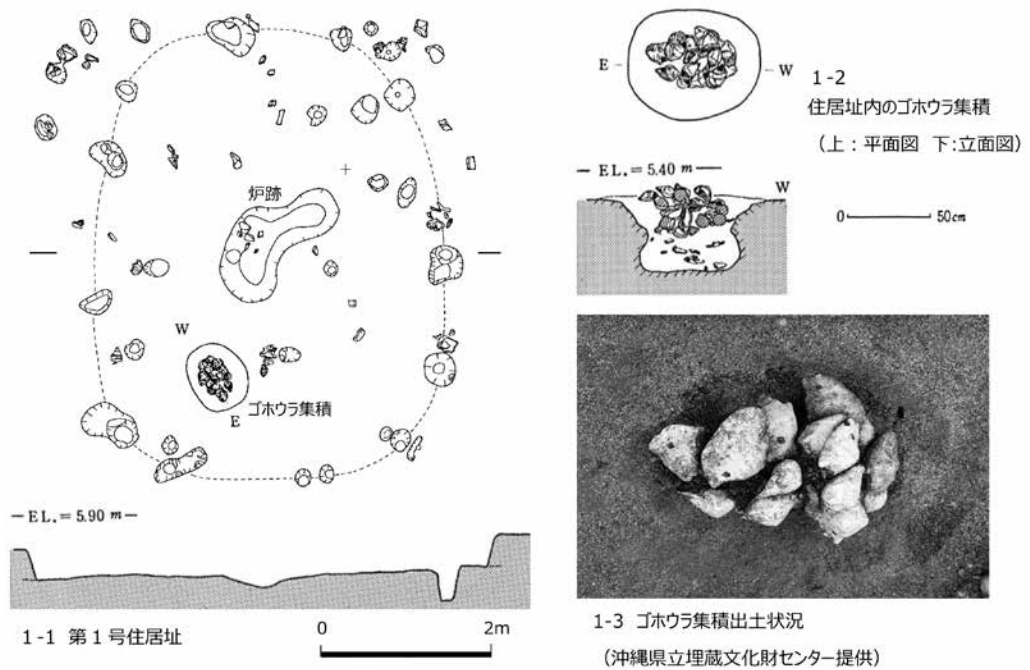 炉跡
W
ゴホウラ集積
E
— EL. = 5.90 m —
1-1 第1号住居址
0 2m
E — — W
1-2
住居址内のゴホウラ集積
(上:平面図 下:立面図)
— EL. = 5.40 m —
W
0 50cm
1-3 ゴホウラ集積出土状況
(沖縄県立埋蔵文化財センター提供)